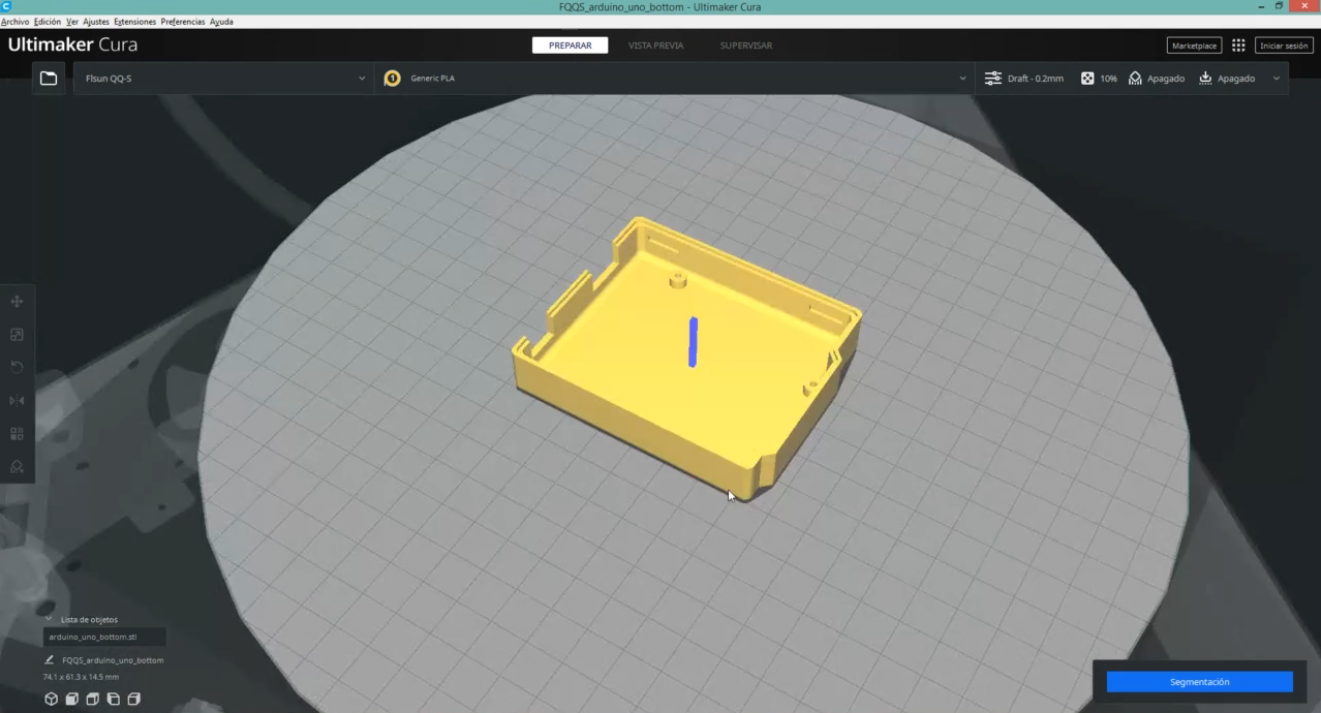 FQQS_arduino_uno_bottom - Ultimaker Cura
Archivo Edición Ver Ajustes Extensiones Preferencias Ayuda
Ultimaker Cura
PREPARAR
VISTA PREVIA
SUPERVISAR
Marketplace
Iniciar sesión
Flsun QQ-S
1
Generic PLA
Draft - 0.2mm
10%
Apagado
Apagado
Lista de objetos
arduino_uno_bottom.stl
FQQS_arduino_uno_bottom
74.1 x 61.3 x 14.5 mm
Segmentación